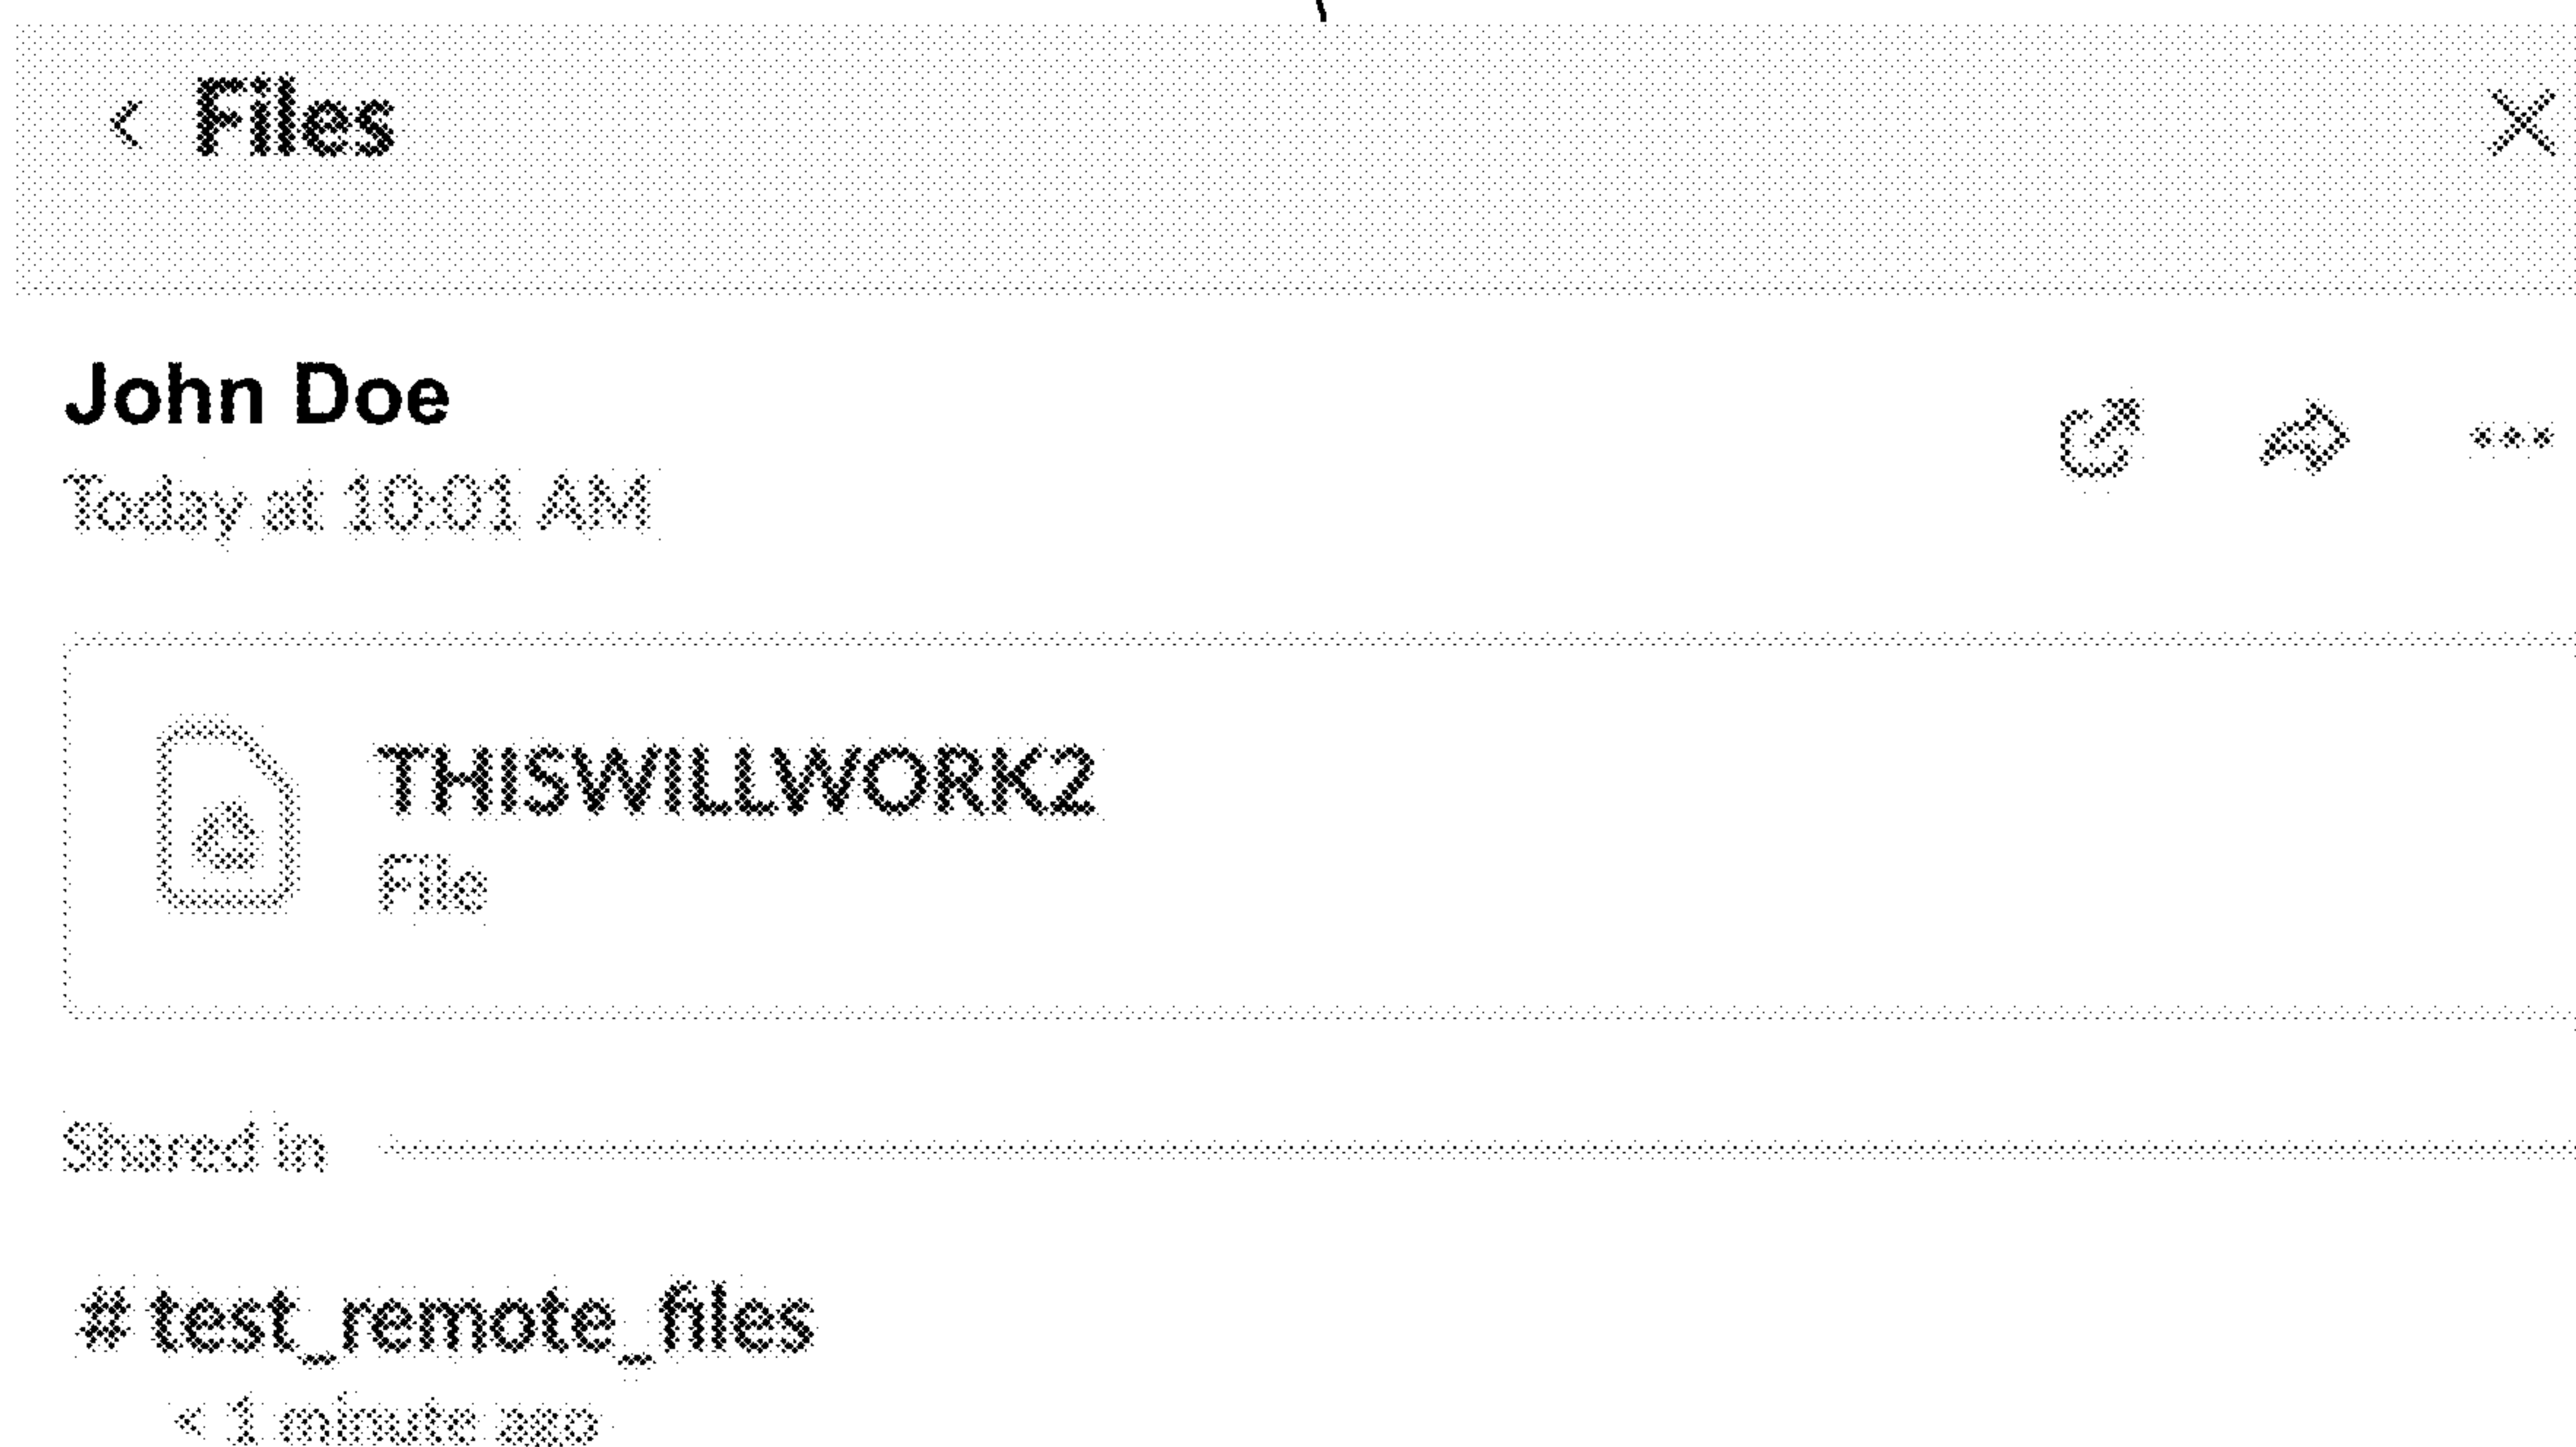 < Files
John Doe
Today at 10:01 AM
THISWILLWORK2
File
Shared in
# test_remote_files
< 1 minute ago